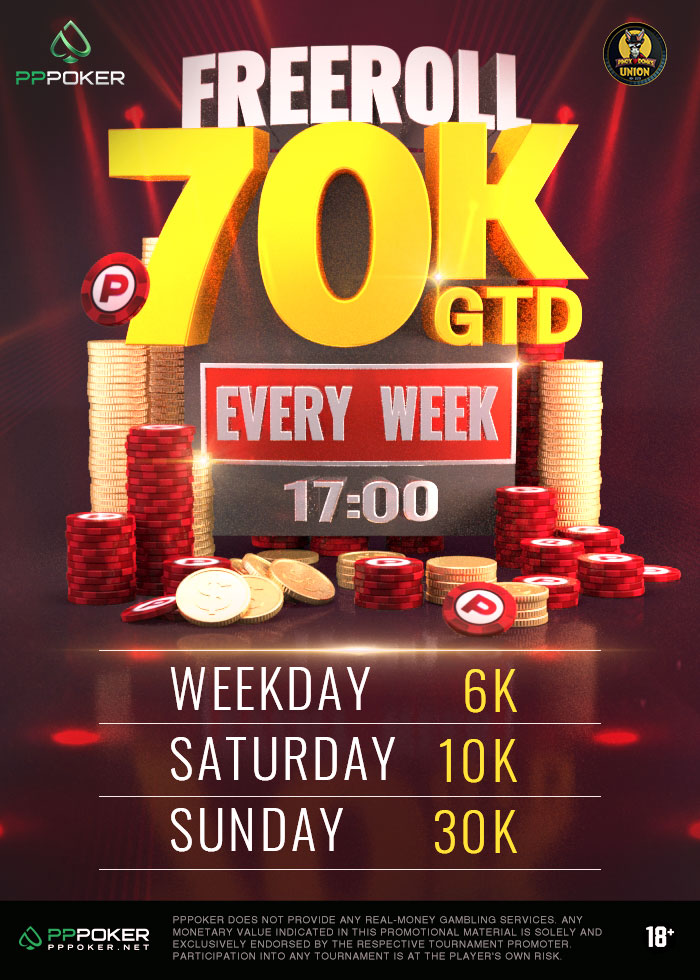 PPPOKER
FREEROLL
UNION
70K
GTD
EVERY WEEK
17:00
P
P
WEEKDAY 6K
SATURDAY 10K
SUNDAY 30K
PPPOKER
PPPOKER.NET
PPPOKER DOES NOT PROVIDE ANY REAL-MONEY GAMBLING SERVICES. ANY
MONETARY VALUE INDICATED IN THIS PROMOTIONAL MATERIAL IS SOLELY AND
EXCLUSIVELY ENDORSED BY THE RESPECTIVE TOURNAMENT PROMOTER.
PARTICIPATION INTO ANY TOURNAMENT IS AT THE PLAYER'S OWN RISK.
18+